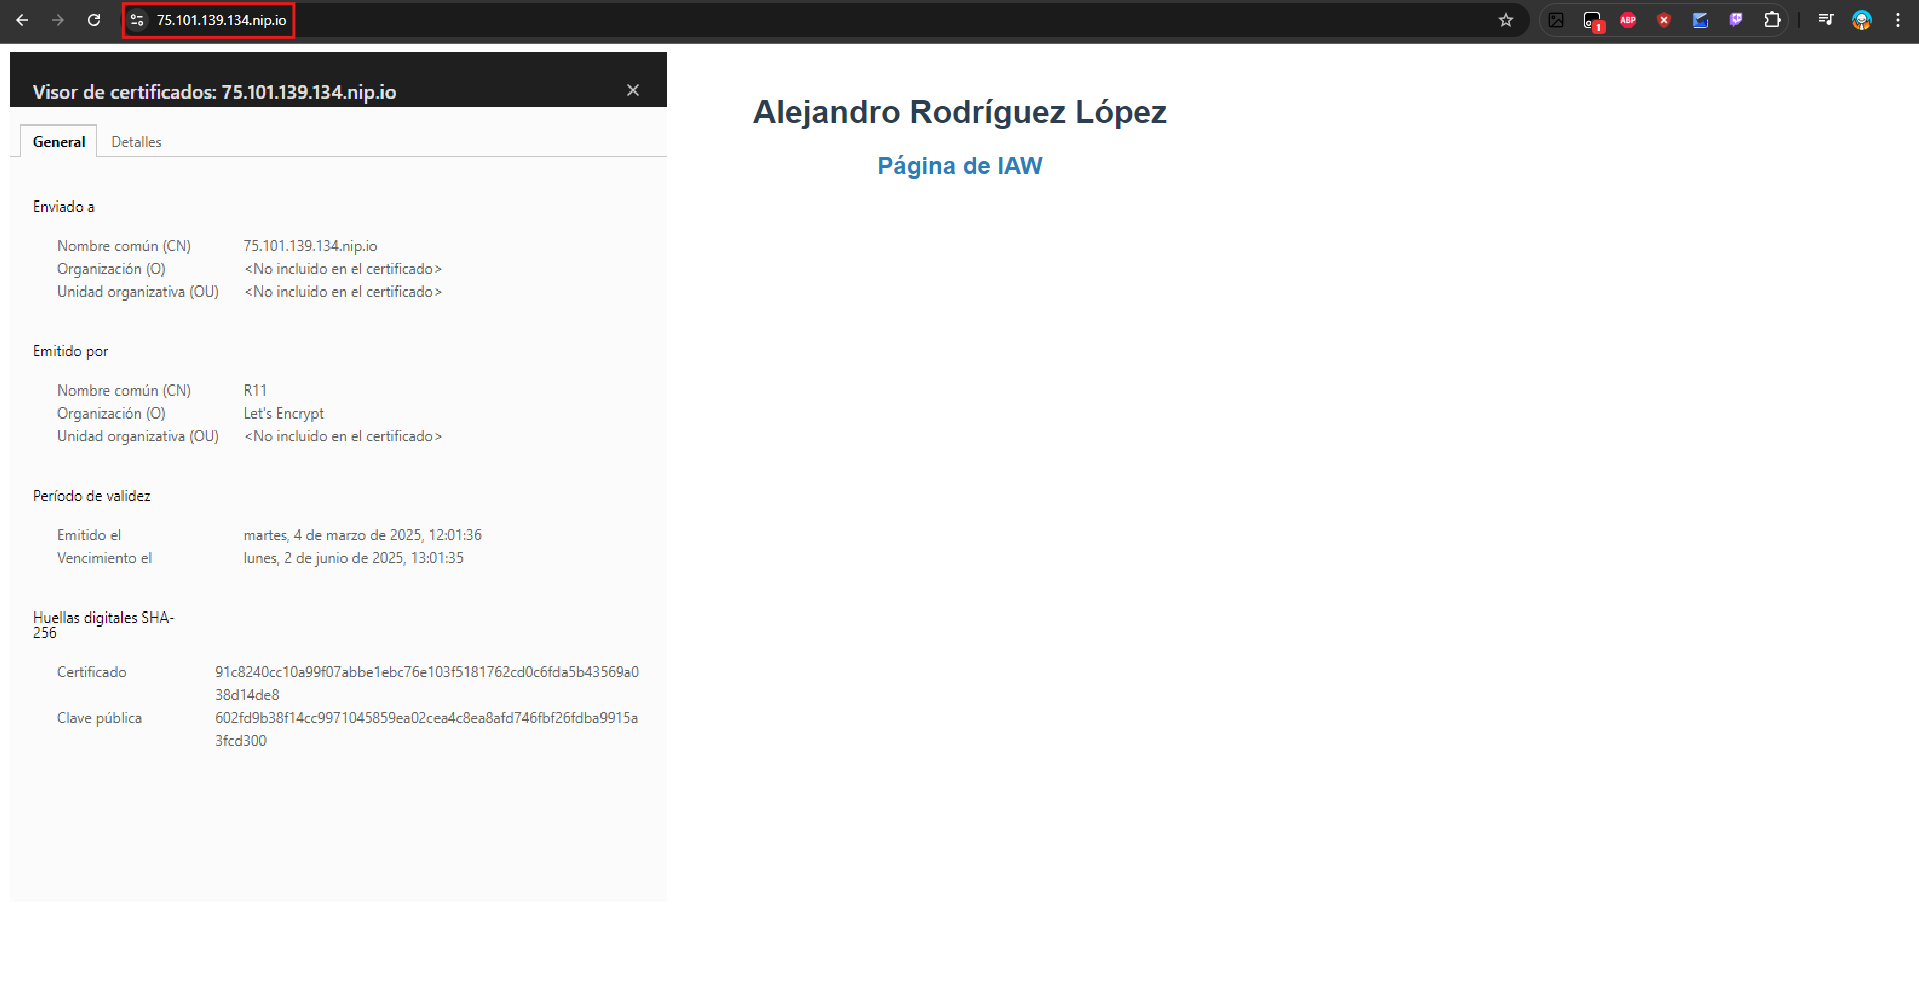 75.101.139.134.nip.io
1
ABP
Visor de certificados: 75.101.139.134.nip.io
General
Detalles
Enviado a
Nombre común (CN) 75.101.139.134.nip.io
Organización (O) <No incluido en el certificado>
Unidad organizativa (OU) <No incluido en el certificado>
Emitido por
Nombre común (CN) R11
Organización (O) Let's Encrypt
Unidad organizativa (OU) <No incluido en el certificado>
Período de validez
Emitido el martes, 4 de marzo de 2025, 12:01:36
Vencimiento el lunes, 2 de junio de 2025, 13:01:35
Huellas digitales SHA-
256
Certificado 91c8240cc10a99f07abbe1ebc76e103f5181762cd0c6fda5b43569a0
38d14de8
Clave pública 602fd9b38f14cc9971045859ea02cea4c8ea8afd746fbf26fdba9915a
3fcd300
Alejandro Rodríguez López
Página de IAW